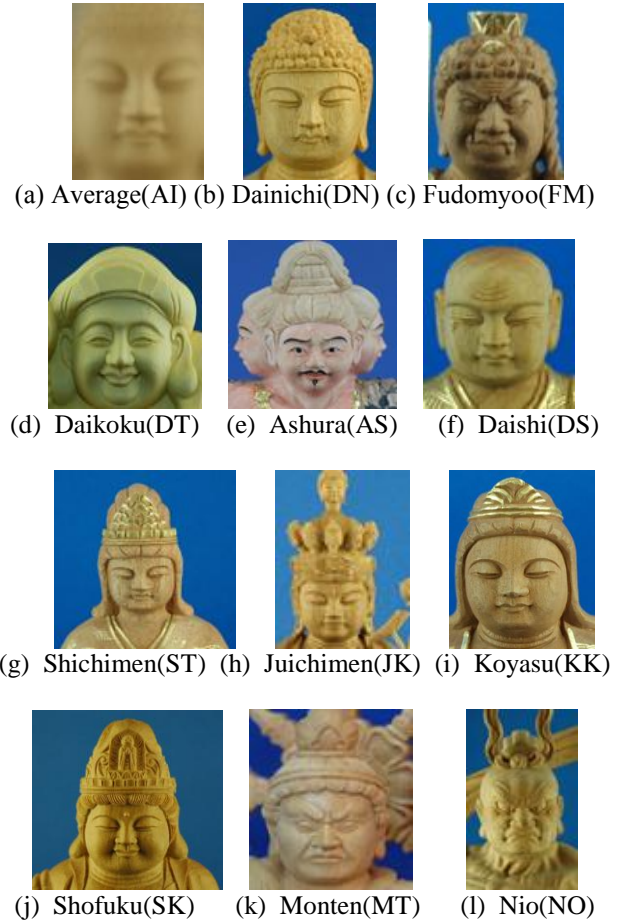 (a) Average(AI) (b) Dainichi(DN) (c) Fudomyoo(FM)
(d) Daikoku(DT) (e) Ashura(AS) (f) Daishi(DS)
(g) Shichimen(ST) (h) Juichimen(JK) (i) Koyasu(KK)
(j) Shofuku(SK) (k) Monten(MT) (l) Nio(NO)